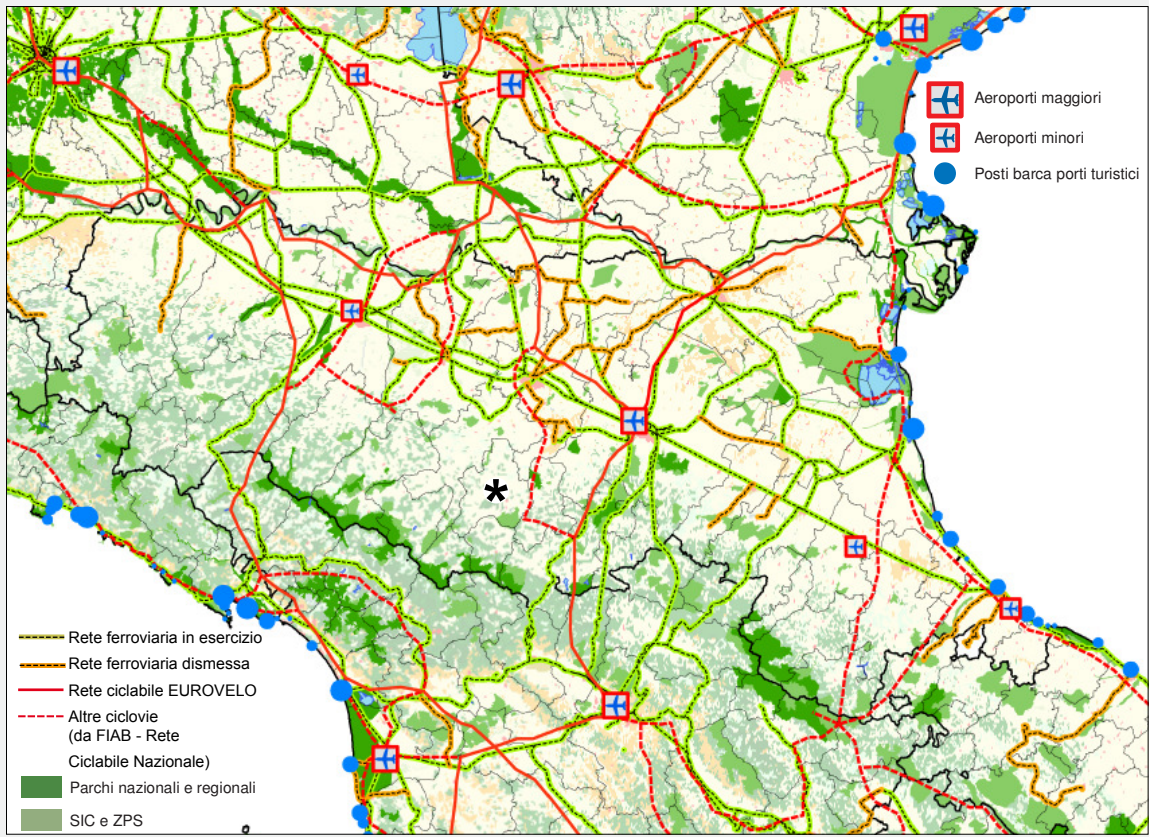 Aeroporti maggiori
Aeroporti minori
Posti barca porti turistici
*
Rete ferroviaria in esercizio
Rete ferroviaria dismessa
Rete ciclabile EUROVELO
Altre ciclovie
(da FIAB - Rete
Ciclabile Nazionale)
Parchi nazionali e regionali
SIC e ZPS